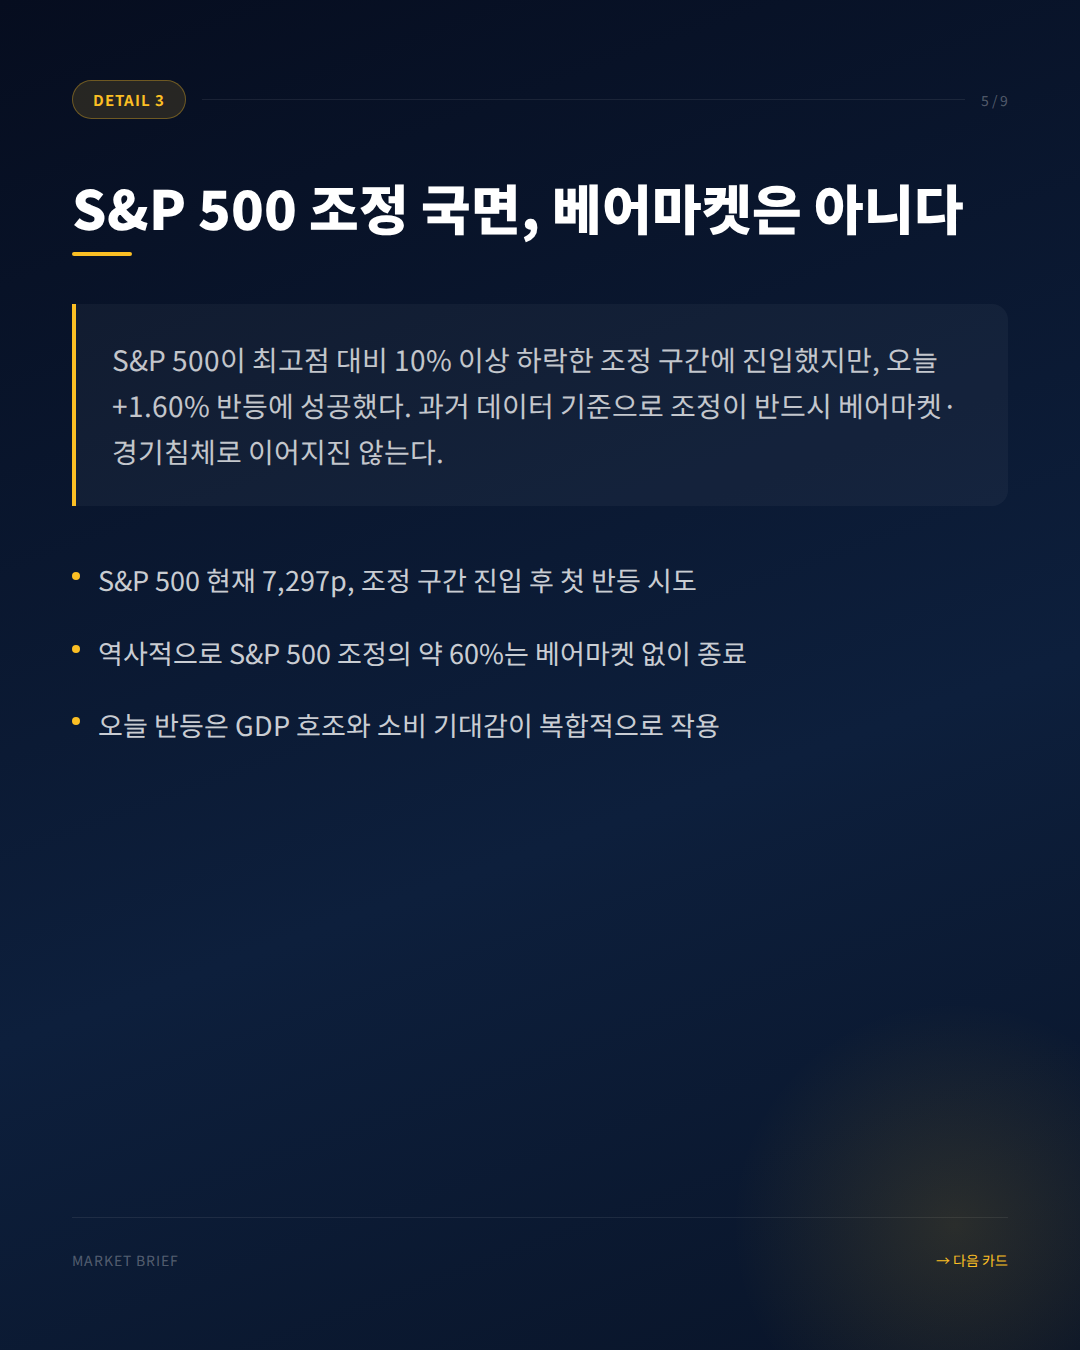 DETAIL 3
5 / 9
S&P 500 조정 국면, 베어마켓은 아니다
S&P 500이 최고점 대비 10% 이상 하락한 조정 구간에 진입했지만, 오늘
+1.60% 반등에 성공했다. 과거 데이터 기준으로 조정이 반드시 베어마켓·
경기침체로 이어지진 않는다.
S&P 500 현재 7,297p, 조정 구간 진입 후 첫 반등 시도
역사적으로 S&P 500 조정의 약 60%는 베어마켓 없이 종료
오늘 반등은 GDP 호조와 소비 기대감이 복합적으로 작용
MARKET BRIEF
→ 다음 카드